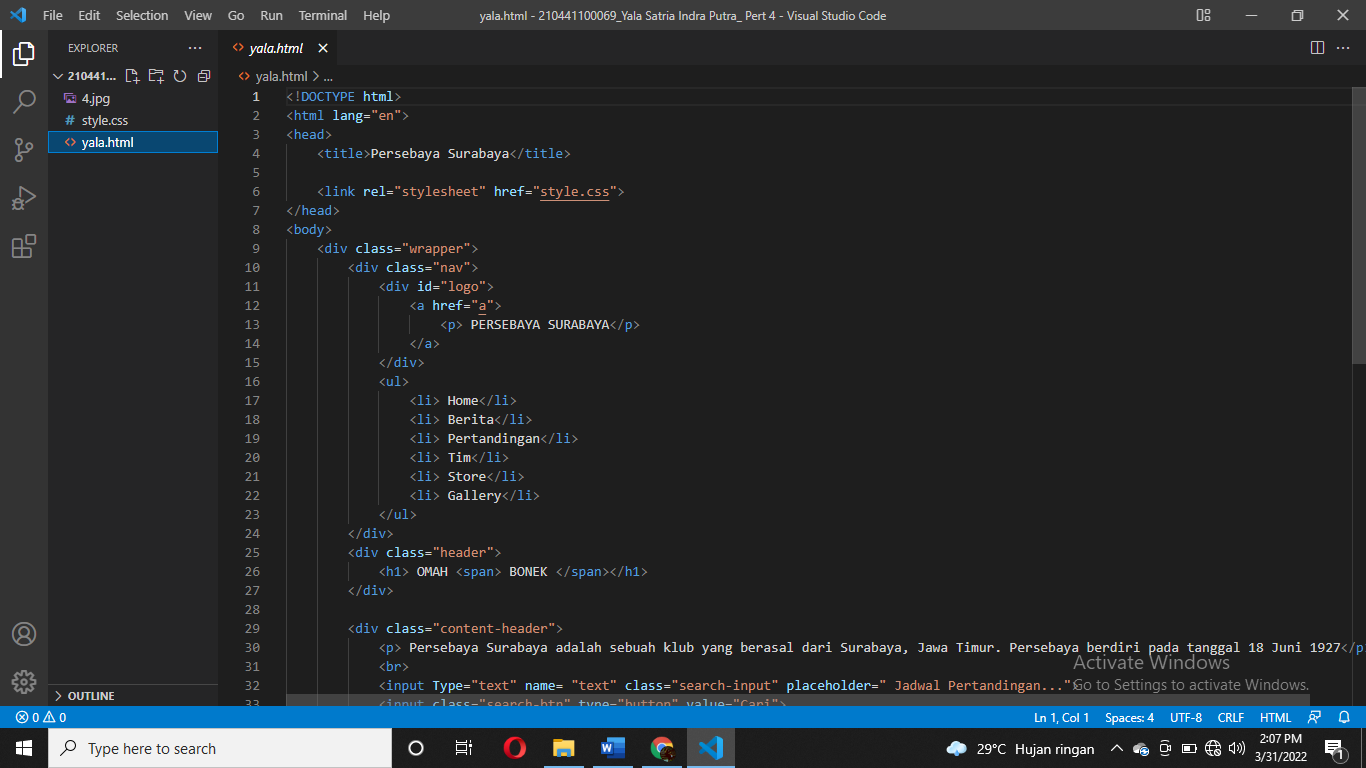 File Edit Selection View Go Run Terminal Help yala.html - 210441100069_Yala Satria Indra Putra_ Pert 4 - Visual Studio Code
EXPLORER ...
210441...
4.jpg
# style.css
<> yala.html
OUTLINE
<> yala.html
<> yala.html > ...
1 <!DOCTYPE html>
2 <html lang="en">
3 <head>
4 <title>Persebaya Surabaya</title>
5
6 <link rel="stylesheet" href="style.css">
7 </head>
8 <body>
9 <div class="wrapper">
10 <div class="nav">
11 <div id="logo">
12 <a href="a">
13 <p> PERSEBAYA SURABAYA</p>
14 </a>
15 </div>
16 <ul>
17 <li> Home</li>
18 <li> Berita</li>
19 <li> Pertandingan</li>
20 <li> Tim</li>
21 <li> Store</li>
22 <li> Gallery</li>
23 </ul>
24 </div>
25 <div class="header">
26 <h1> OMAH <span> BONEK </span></h1>
27 </div>
28
29 <div class="content-header">
30 <p> Persebaya Surabaya adalah sebuah klub yang berasal dari Surabaya, Jawa Timur. Persebaya berdiri pada tanggal 18 Juni 1927</p
31 <br>
32 <input Type="text" name= "text" class="search-input" placeholder=" Jadwal Pertandingan...">
33 <input class="search-btn" type="button" value="Cari">
Activate Windows
Go to Settings to activate Windows.
0 0 Ln 1, Col 1 Spaces: 4 UTF-8 CRLF HTML
Type here to search
29°C Hujan ringan
2:07 PM
3/31/2022
1